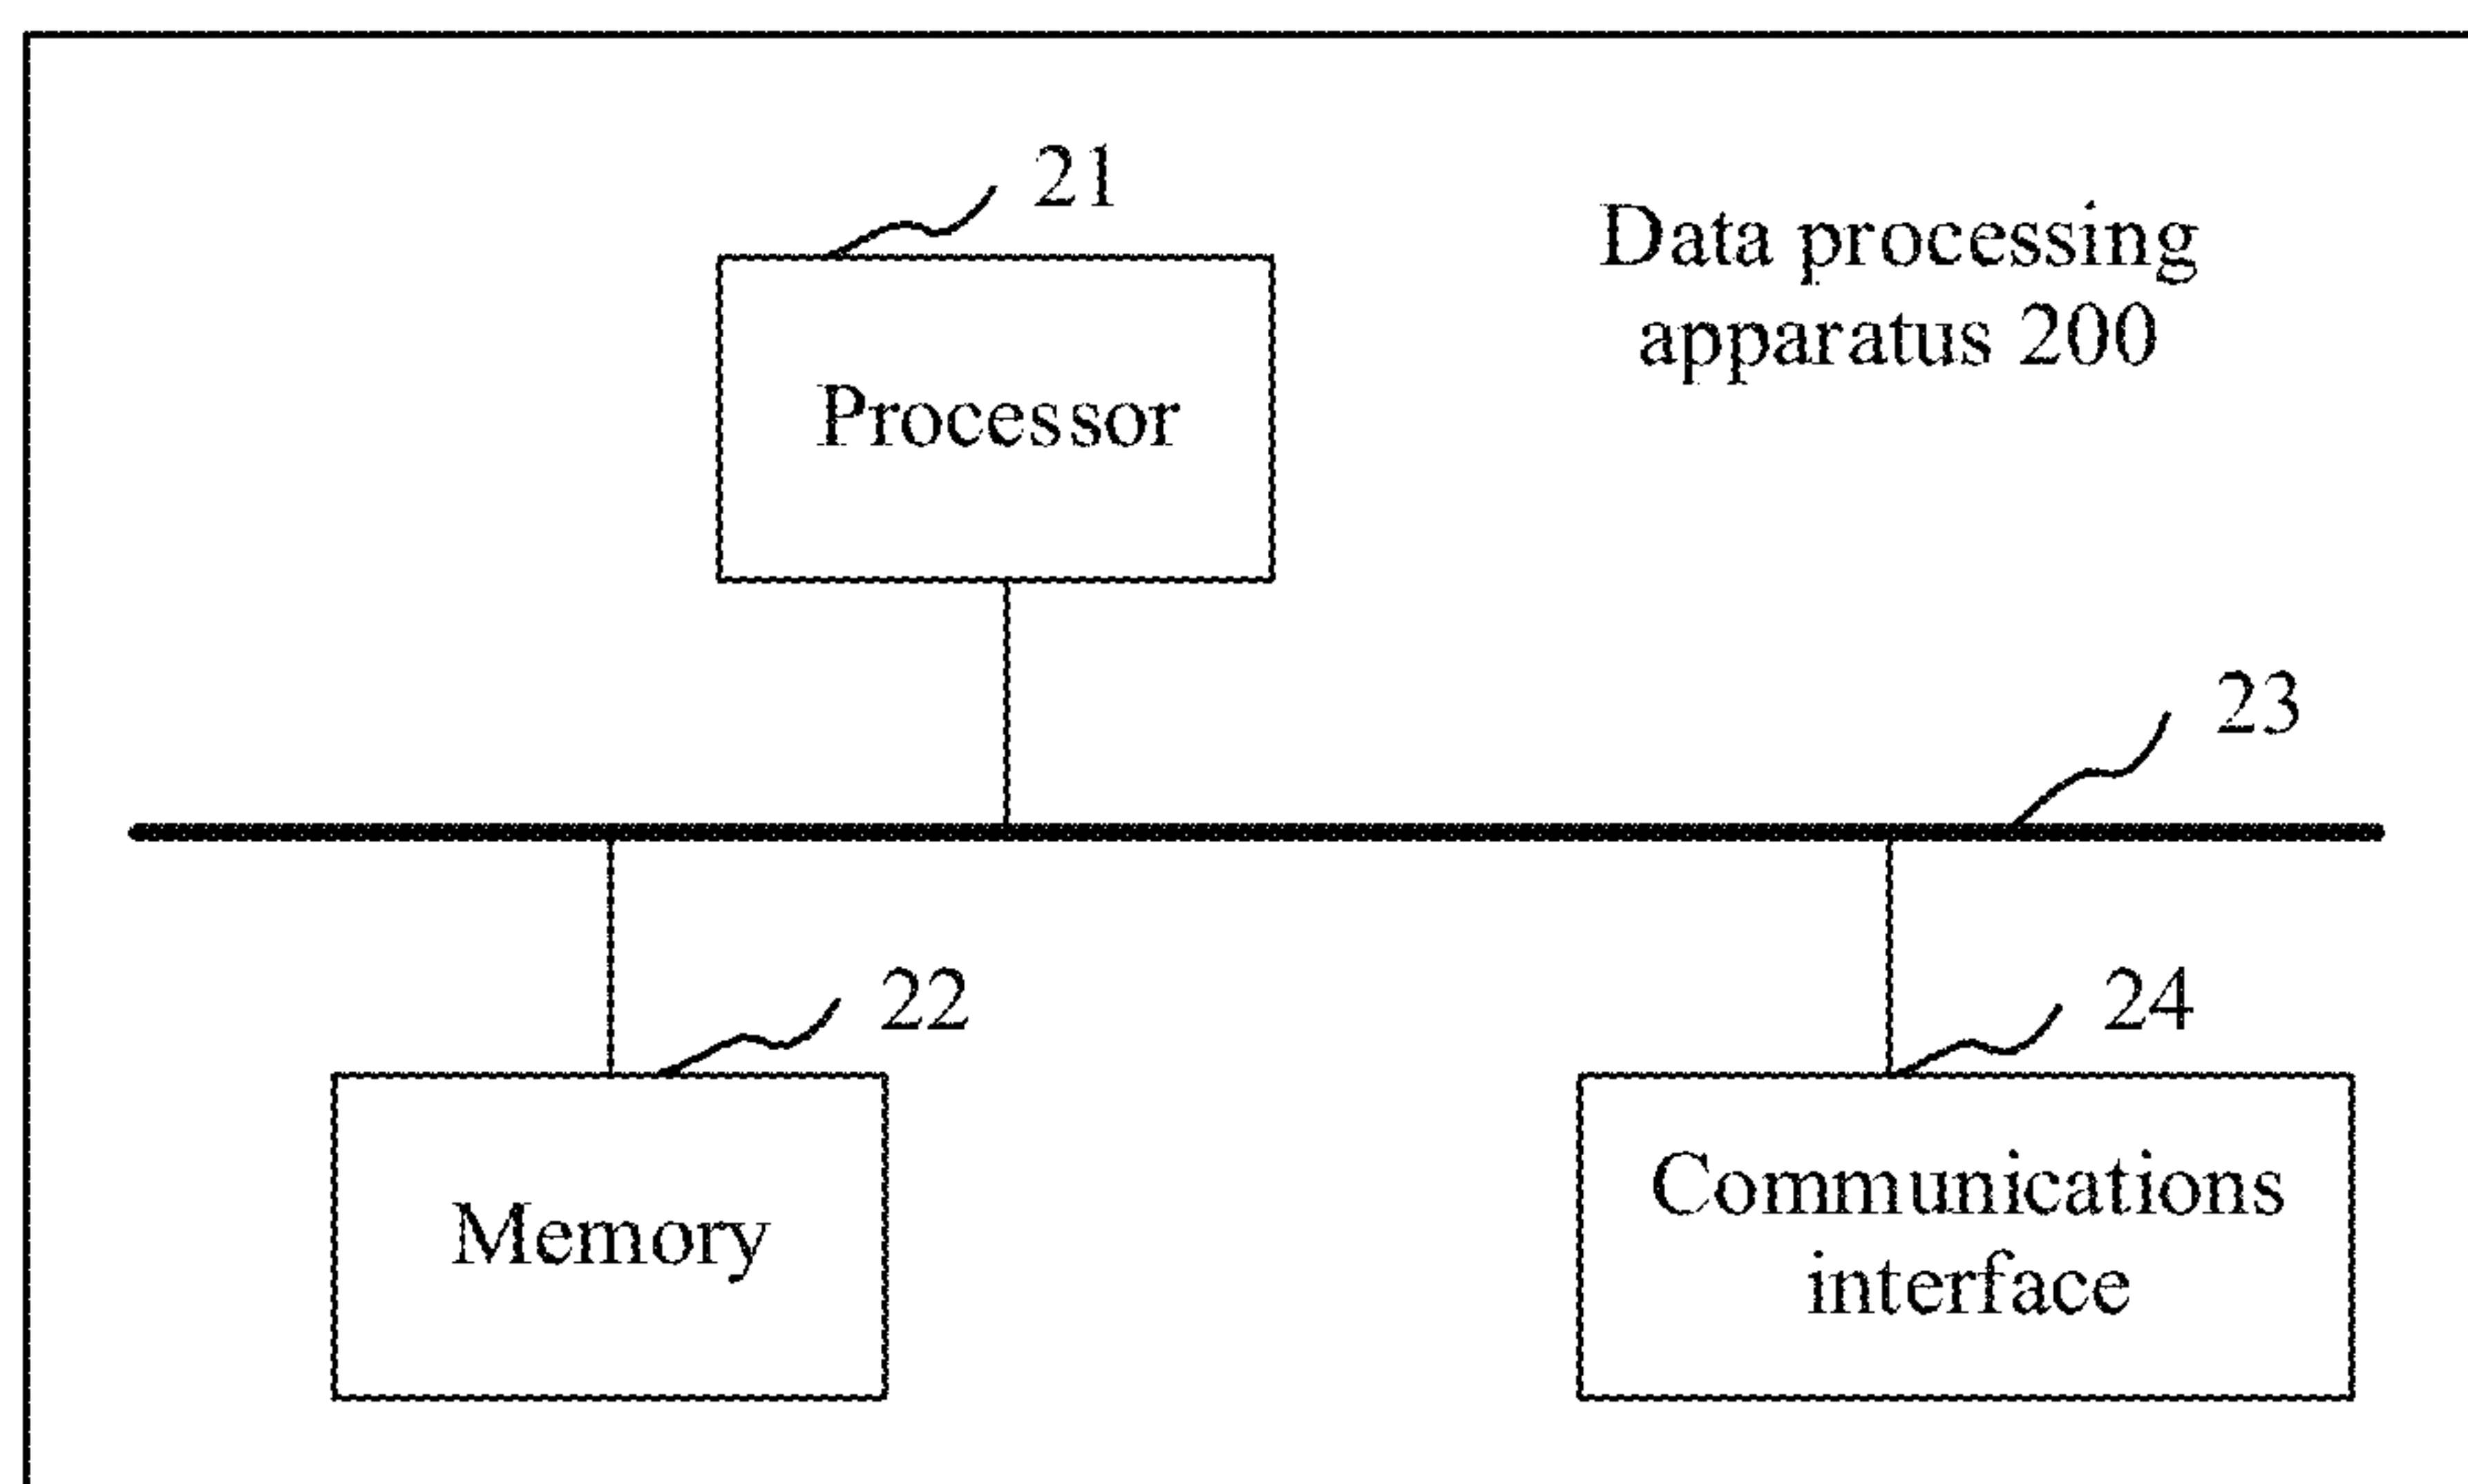 21
Data processing
apparatus 200
Processor
23
22
24
Memory
Communications
interface